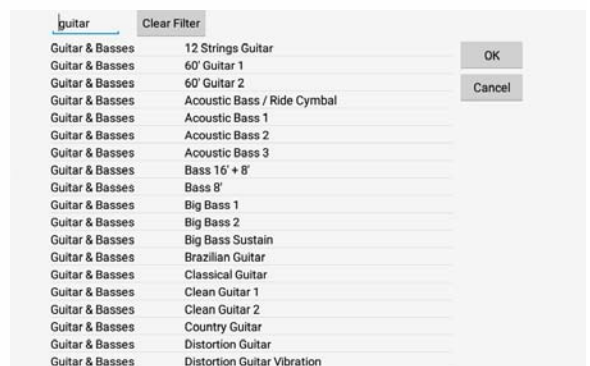 guitar Clear Filter
Guitar & Basses 12 Strings Guitar
OK
Guitar & Basses 60' Guitar 1
Guitar & Basses 60' Guitar 2
Cancel
Guitar & Basses Acoustic Bass / Ride Cymbal
Guitar & Basses Acoustic Bass 1
Guitar & Basses Acoustic Bass 2
Guitar & Basses Acoustic Bass 3
Guitar & Basses Bass 16' + 8'
Guitar & Basses Bass 8'
Guitar & Basses Big Bass 1
Guitar & Basses Big Bass 2
Guitar & Basses Big Bass Sustain
Guitar & Basses Brazilian Guitar
Guitar & Basses Classical Guitar
Guitar & Basses Clean Guitar 1
Guitar & Basses Clean Guitar 2
Guitar & Basses Country Guitar
Guitar & Basses Distortion Guitar
Guitar & Basses Distortion Guitar Vibration